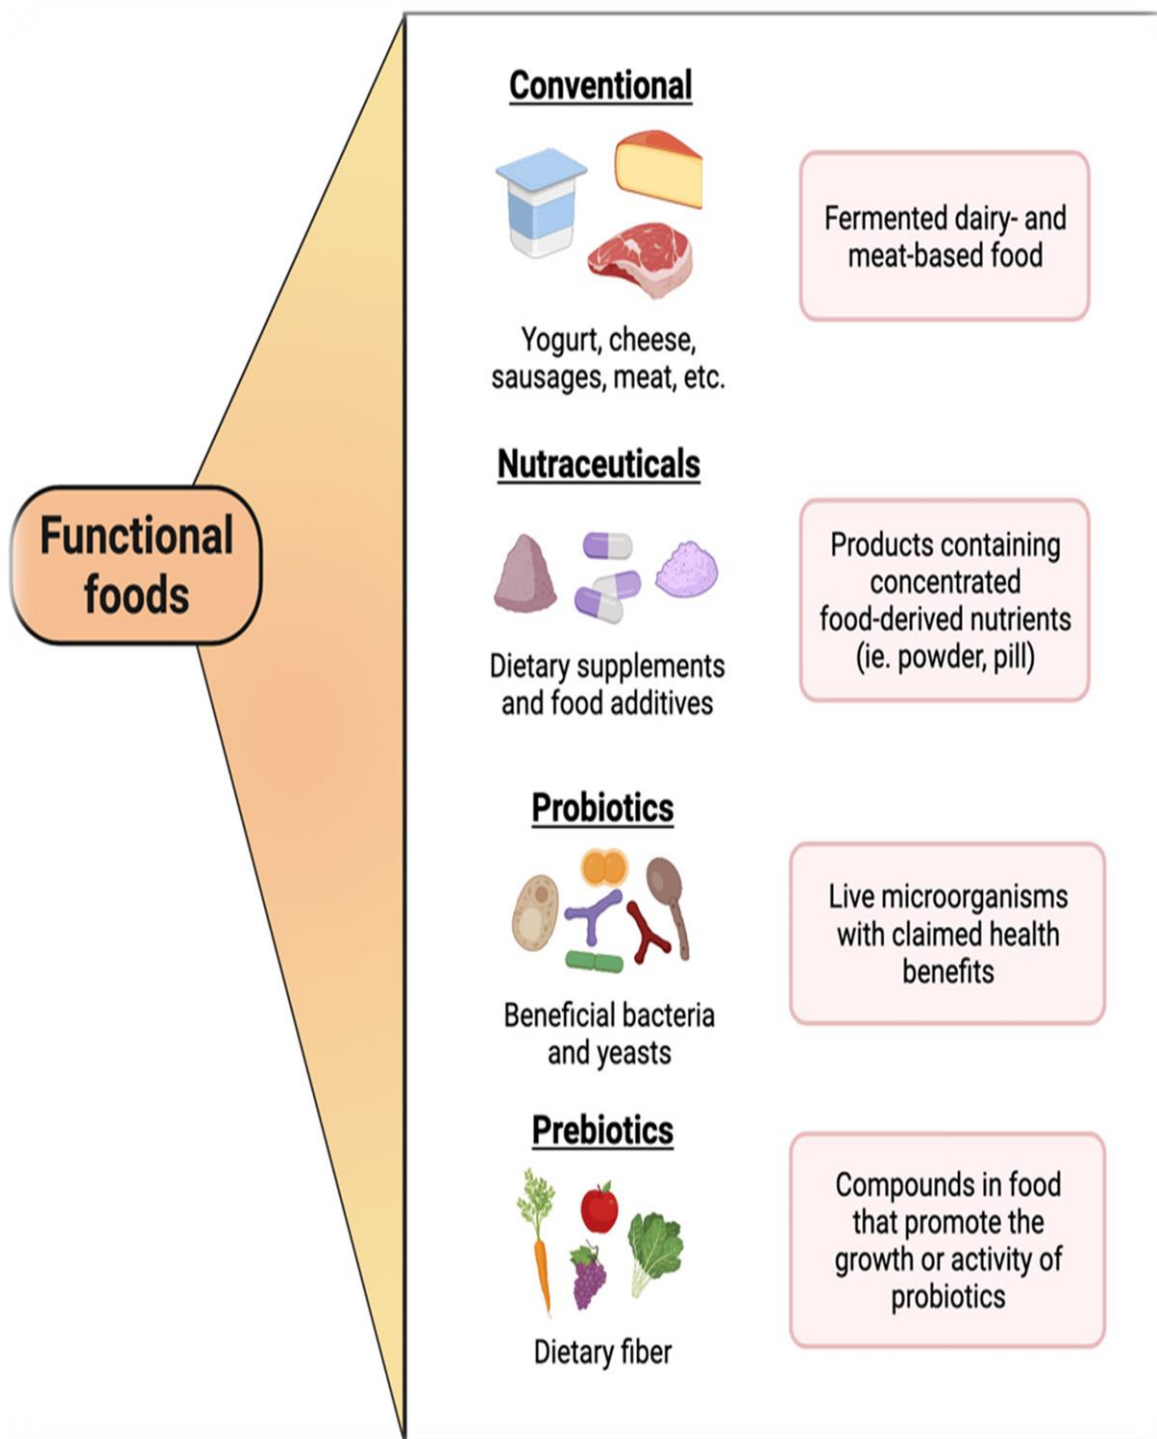 Functional
foods
Conventional
Yogurt, cheese,
sausages, meat, etc.
Fermented dairy- and
meat-based food
Nutraceuticals
Dietary supplements
and food additives
Products containing
concentrated
food-derived nutrients
(ie. powder, pill)
Probiotics
Beneficial bacteria
and yeasts
Live microorganisms
with claimed health
benefits
Prebiotics
Dietary fiber
Compounds in food
that promote the
growth or activity of
probiotics